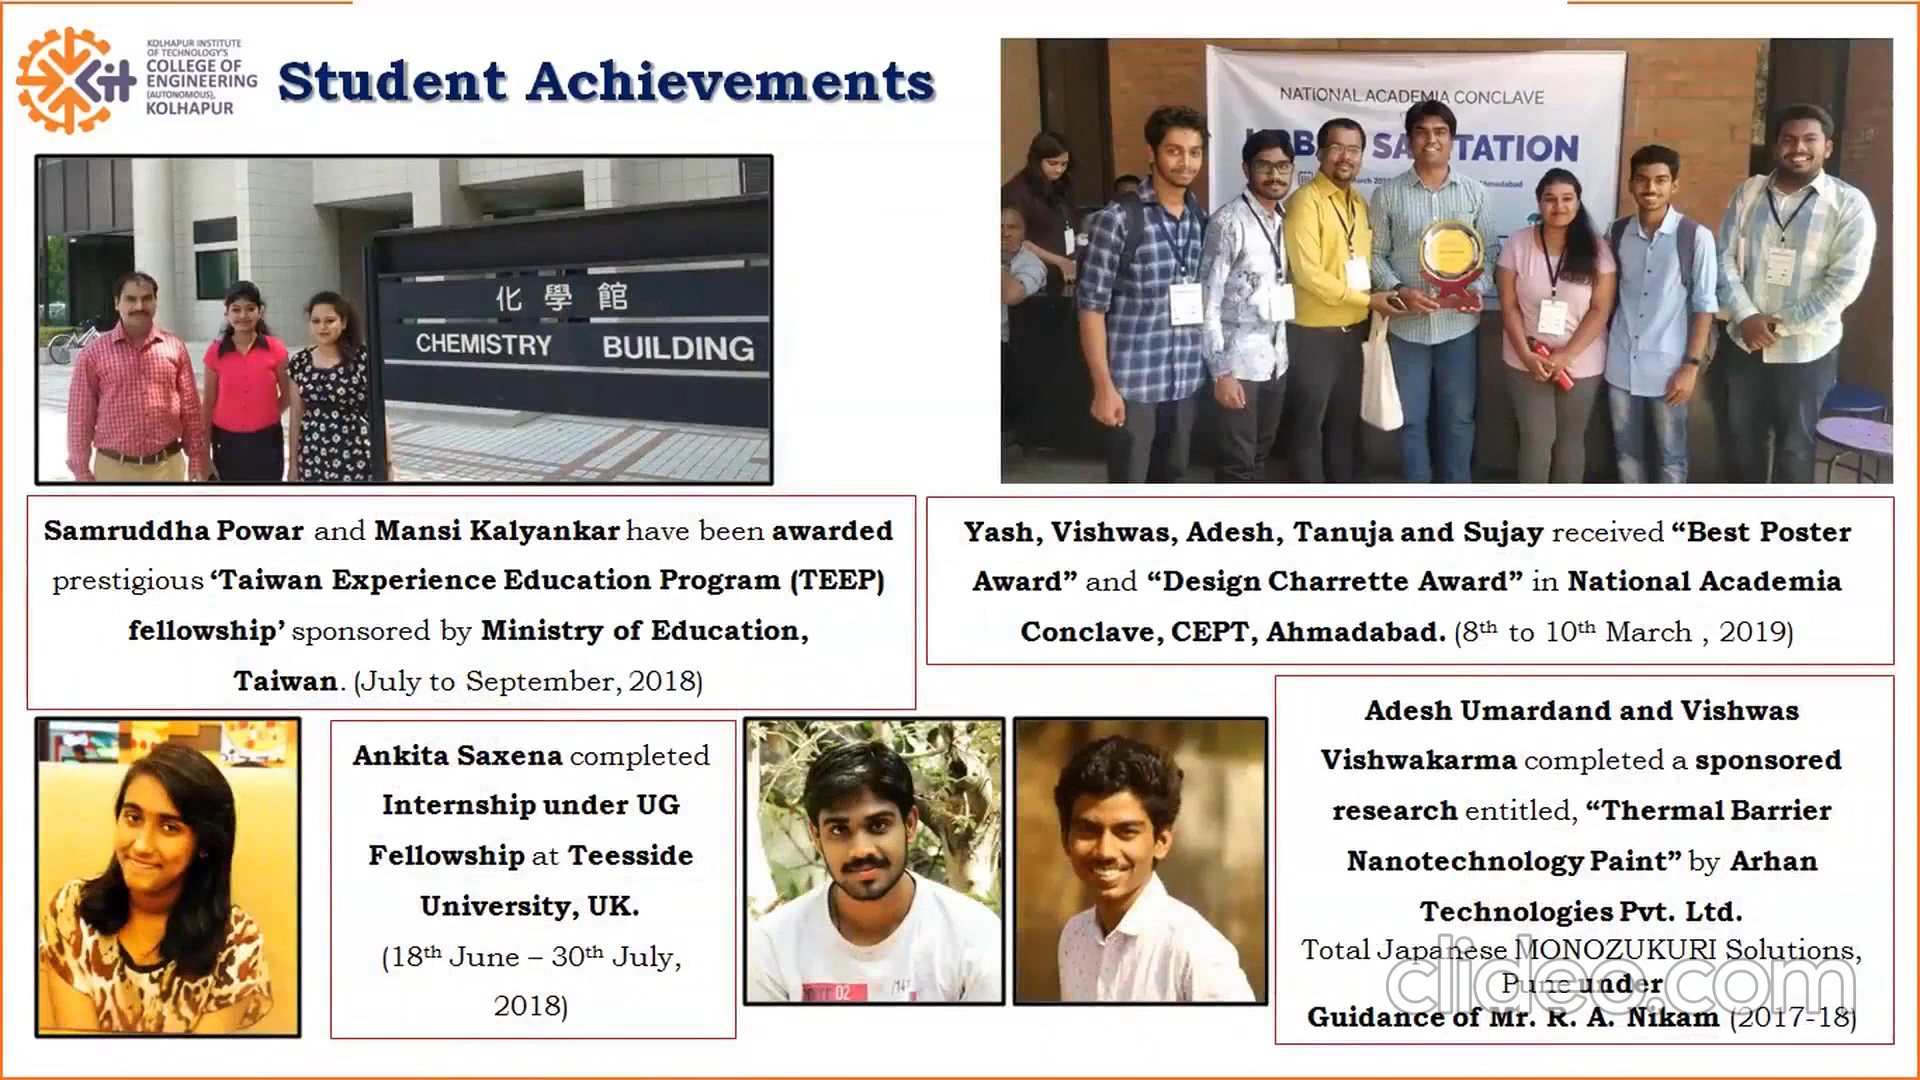 KOLHAPUR INSTITUTE
OF TECHNOLOGY'S
COLLEGE OF
ENGINEERING
(AUTONOMOUS),
KOLHAPUR
Kit
Student Achievements
化 學 館
CHEMISTRY BUILDING
NATIONAL ACADEMIA CONCLAVE
Samruddha Powar and Mansi Kalyankar have been awarded
prestigious ‘Taiwan Experience Education Program (TEEP)
fellowship’ sponsored by Ministry of Education,
Taiwan. (July to September, 2018)
Yash, Vishwas, Adesh, Tanuja and Sujay received “Best Poster
Award” and “Design Charrette Award” in National Academia
Conclave, CEPT, Ahmadabad. (8th to 10th March , 2019)
Ankita Saxena completed
Internship under UG
Fellowship at Teesside
University, UK.
(18th June – 30th July,
2018)
02
Adesh Umardand and Vishwas
Vishwakarma completed a sponsored
research entitled, “Thermal Barrier
Nanotechnology Paint” by Arhan
Technologies Pvt. Ltd.
Total Japanese MONOZUKURI Solutions,
Pune under
Guidance of Mr. R. A. Nikam (2017-18)
clideo.com